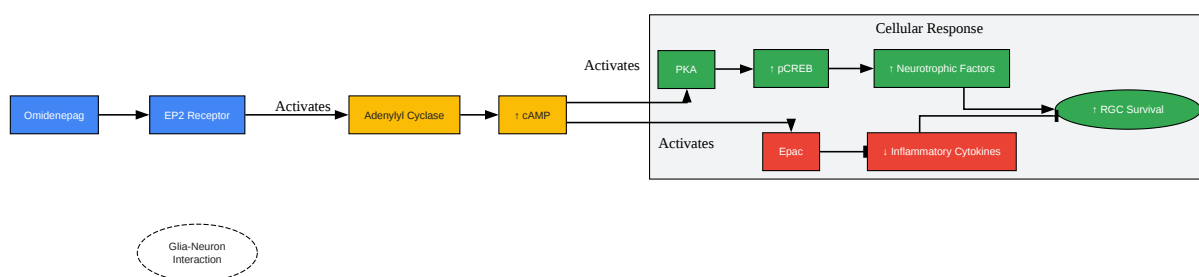 Cellular Response
Activates
PKA
↑ pCREB
↑ Neurotrophic Factors
Omidenepag
EP2 Receptor
Activates
Adenylyl Cyclase
↑ cAMP
↑ RGC Survival
Activates
Epac
↓ Inflammatory Cytokines
Glia-Neuron
Interaction